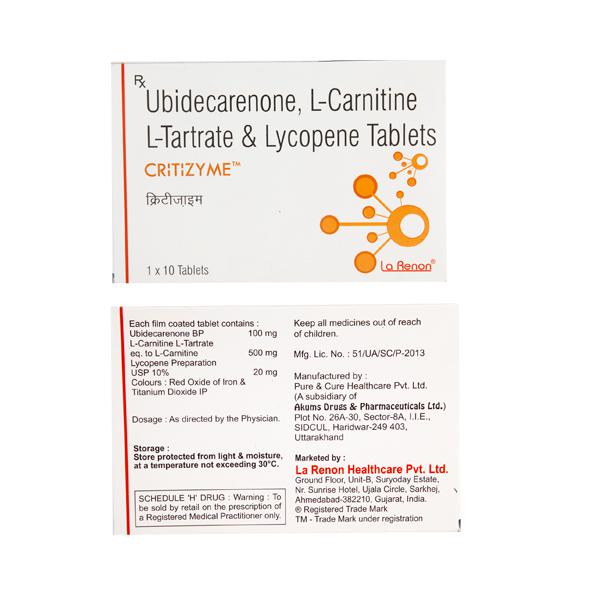 Rx
Ubidecarenone, L-Carnitine
L-Tartrate & Lycopene Tablets
CRITIZYME™
क्रिटीज़ाइम
1 x 10 Tablets
La Renon®
Each film coated tablet contains :
Ubidecarenone BP 100 mg
L-Carnitine L-Tartrate
eq. to L-Carnitine 500 mg
Lycopene Preparation
USP 10% 20 mg
Colours : Red Oxide of Iron &
Titanium Dioxide IP
Dosage : As directed by the Physician.
Storage :
Store protected from light & moisture,
at a temperature not exceeding 30°C.
SCHEDULE 'H' DRUG : Warning : To
be sold by retail on the prescription of
a Registered Medical Practitioner only.
Keep all medicines out of reach
of children.
Mfg. Lic. No. : 51/UA/SC/P-2013
Manufactured by :
Pure & Cure Healthcare Pvt. Ltd.
(A subsidiary of
Akums Drugs & Pharmaceuticals Ltd.)
Plot No. 26A-30, Sector-8A, I.I.E.,
SIDCUL, Haridwar-249 403,
Uttarakhand
Marketed by :
La Renon Healthcare Pvt. Ltd.
Ground Floor, Unit-B, Suryoday Estate,
Nr. Sunrise Hotel, Ujala Circle, Sarkhej,
Ahmedabad-382210, Gujarat, India.
® Registered Trade Mark
TM - Trade Mark under registration